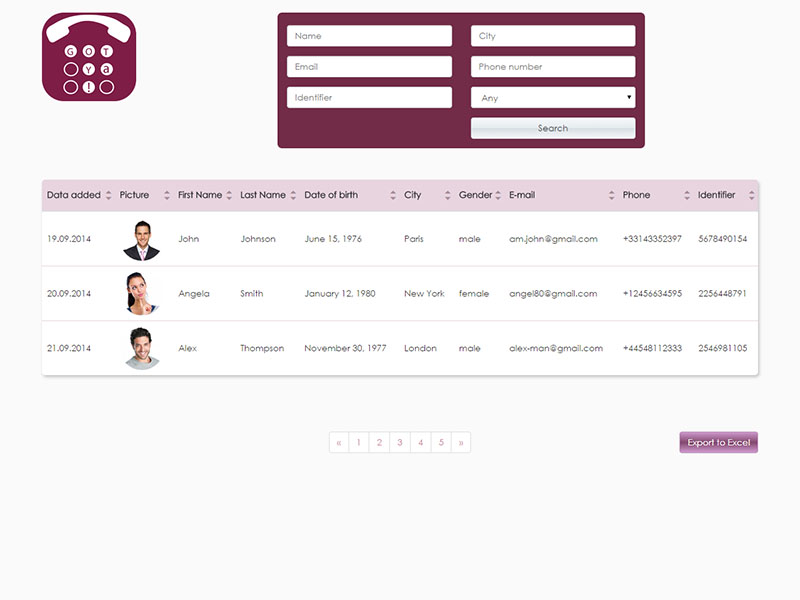 G O T
Y a
!
Name City
Email Phone number
Identifier Any
Search
Data added Picture First Name Last Name Date of birth City Gender E-mail Phone Identifier
19.09.2014 John Johnson June 15, 1976 Paris male am.john@gmail.com +33143352397 5678490154
20.09.2014 Angela Smith January 12, 1980 New York female angel80@gmail.com +12456634595 2256448791
21.09.2014 Alex Thompson November 30, 1977 London male alex-man@gmail.com +44548112333 2546981105
« 1 2 3 4 5 » Export to Excel